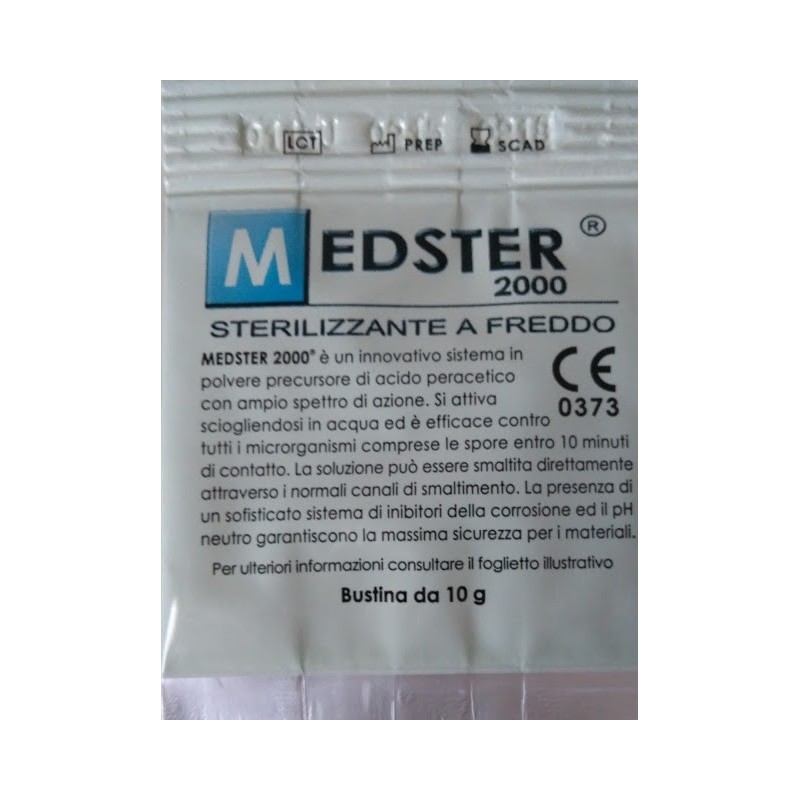 LCT PREP SCAD
MEDSTER ®
2000
STERILIZZANTE A FREDDO
MEDSTER 2000® è un innovativo sistema in
polvere precursore di acido peracetico
con ampio spettro di azione. Si attiva
sciogliendosi in acqua ed è efficace contro
CE
0373
tutti i microrganismi comprese le spore entro 10 minuti
di contatto. La soluzione può essere smaltita direttamente
attraverso i normali canali di smaltimento. La presenza di
un sofisticato sistema di inibitori della corrosione ed il pH
neutro garantiscono la massima sicurezza per i materiali.
Per ulteriori informazioni consultare il foglietto illustrativo
Bustina da 10 g